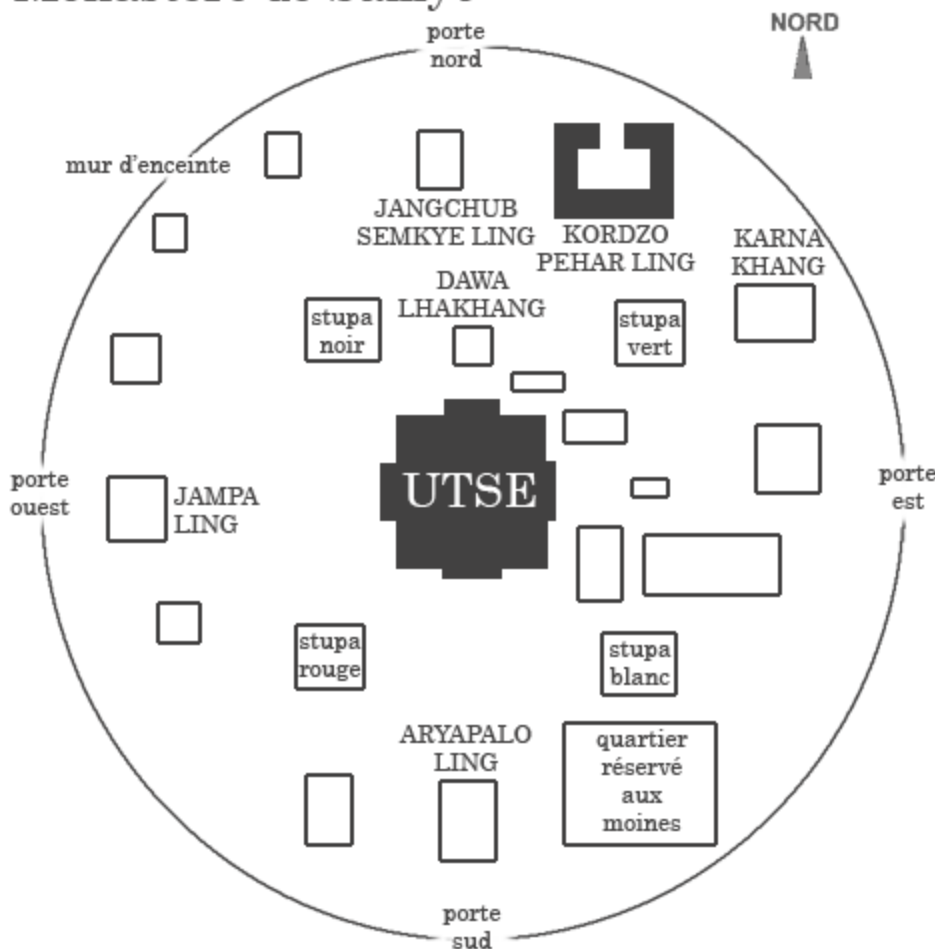 porte
nord
NORD
mur d'enceinte
JANGCHUB
SEMKYE LING
KORDZO
PEHAR LING
KARNA
KHANG
DAWA
LHAKHANG
stupa
noir
stupa
vert
porte
ouest
JAMPA
LING
UTSE
porte
est
stupa
rouge
stupa
blanc
ARYAPALO
LING
quartier
réservé
aux
moines
porte
sud